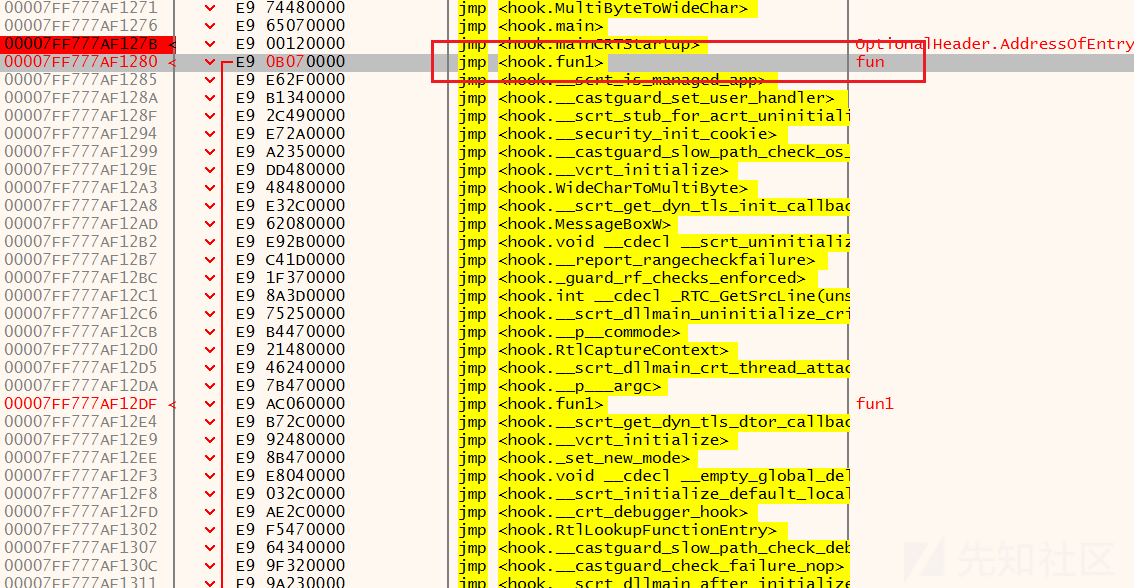 00007FF777AF1271 E9 74480000 jmp <hook.MultiByteToWideChar>
00007FF777AF1276 E9 65070000 jmp <hook.main>
00007FF777AF127B < E9 00120000 jmp <hook.mainCRTStartup> OptionalHeader.AddressOfEntry
00007FF777AF1280 < E9 0B070000 jmp <hook.fun1> fun
00007FF777AF1285 E9 E62F0000 jmp <hook.__scrt_is_managed_app>
00007FF777AF128A E9 B1340000 jmp <hook.__castguard_set_user_handler>
00007FF777AF128F E9 2C490000 jmp <hook.__scrt_stub_for_acrt_uninitiali
00007FF777AF1294 E9 E72A0000 jmp <hook.__security_init_cookie>
00007FF777AF1299 E9 A2350000 jmp <hook.__castguard_slow_path_check_os_
00007FF777AF129E E9 DD480000 jmp <hook.__vcrt_initialize>
00007FF777AF12A3 E9 48480000 jmp <hook.WideCharToMultiByte>
00007FF777AF12A8 E9 E32C0000 jmp <hook.__scrt_get_dyn_tls_init_callbac
00007FF777AF12AD E9 62080000 jmp <hook.MessageBoxW>
00007FF777AF12B2 E9 E92B0000 jmp <hook.void __cdecl __scrt_uninitializ
00007FF777AF12B7 E9 C41D0000 jmp <hook.__report_rangecheckfailure>
00007FF777AF12BC E9 1F370000 jmp <hook._guard_rf_checks_enforced>
00007FF777AF12C1 E9 8A3D0000 jmp <hook.int __cdecl _RTC_GetSrcLine(uns
00007FF777AF12C6 E9 75250000 jmp <hook.__scrt_dllmain_uninitialize_cri
00007FF777AF12CB E9 B4470000 jmp <hook.__p__commode>
00007FF777AF12D0 E9 21480000 jmp <hook.RtlCaptureContext>
00007FF777AF12D5 E9 46240000 jmp <hook.__scrt_dllmain_crt_thread_attac
00007FF777AF12DA E9 7B470000 jmp <hook.__p___argc>
00007FF777AF12DF < E9 AC060000 jmp <hook.fun1> fun1
00007FF777AF12E4 E9 B72C0000 jmp <hook.__scrt_get_dyn_tls_dtor_callbac
00007FF777AF12E9 E9 92480000 jmp <hook.__vcrt_initialize>
00007FF777AF12EE E9 8B470000 jmp <hook._set_new_mode>
00007FF777AF12F3 E9 E8040000 jmp <hook.void __cdecl __empty_global_del
00007FF777AF12F8 E9 032C0000 jmp <hook.__scrt_initialize_default_local
00007FF777AF12FD E9 AE2C0000 jmp <hook.__crt_debugger_hook>
00007FF777AF1302 E9 F5470000 jmp <hook.RtlLookupFunctionEntry>
00007FF777AF1307 E9 64340000 jmp <hook.__castguard_slow_path_check_deb
00007FF777AF130C E9 9F320000 jmp <hook.__castguard_check_failure_nop>
00007FF777AF1311 E9 9A230000 jmp <hook.__scrt_dllmain_after_initialize
先知社区